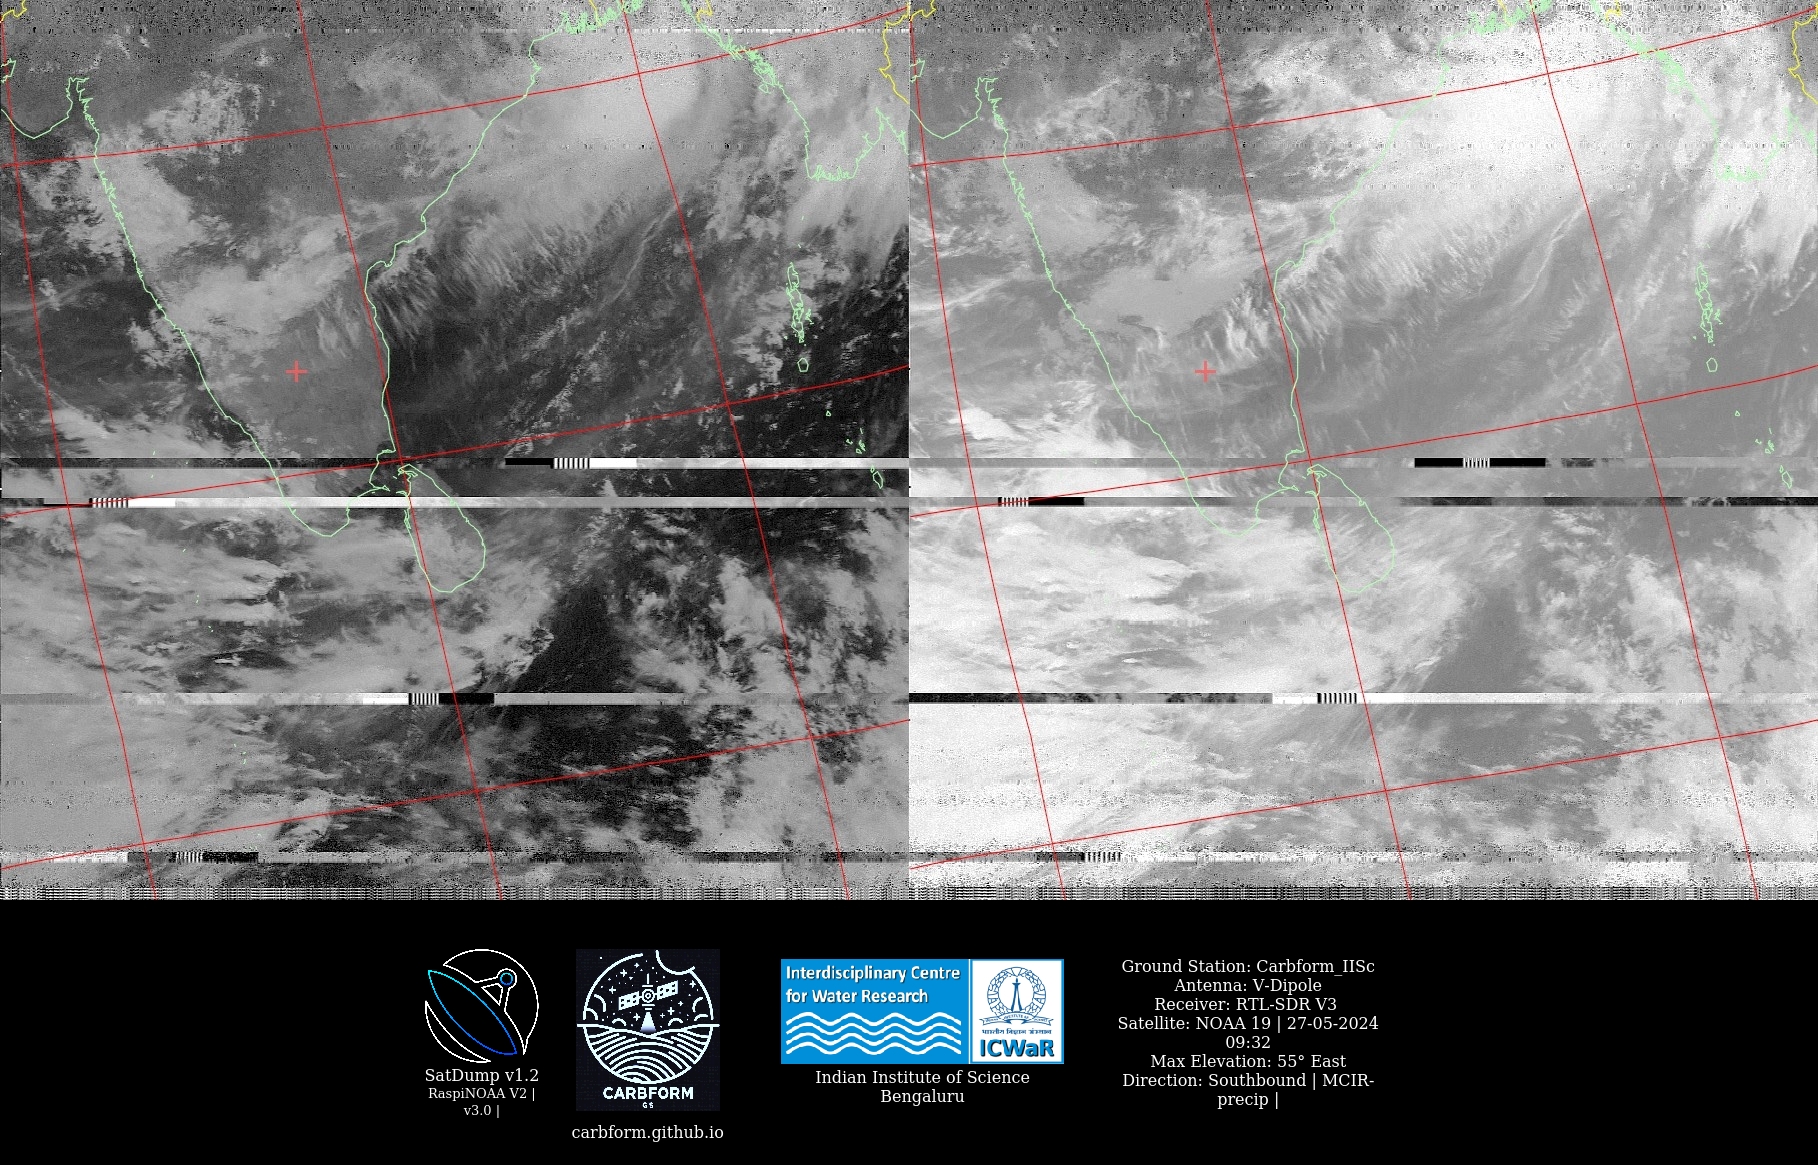 SatDump v1.2
RaspiNOAA V2 |
v3.0 |
CARBFORM
GS
carbform.github.io
Interdisciplinary Centre
for Water Research
ICWaR
Indian Institute of Science
Bengaluru
Ground Station: Carbform_IISc
Antenna: V-Dipole
Receiver: RTL-SDR V3
Satellite: NOAA 19 | 27-05-2024
09:32
Max Elevation: 55° East
Direction: Southbound | MCIR-
precip |